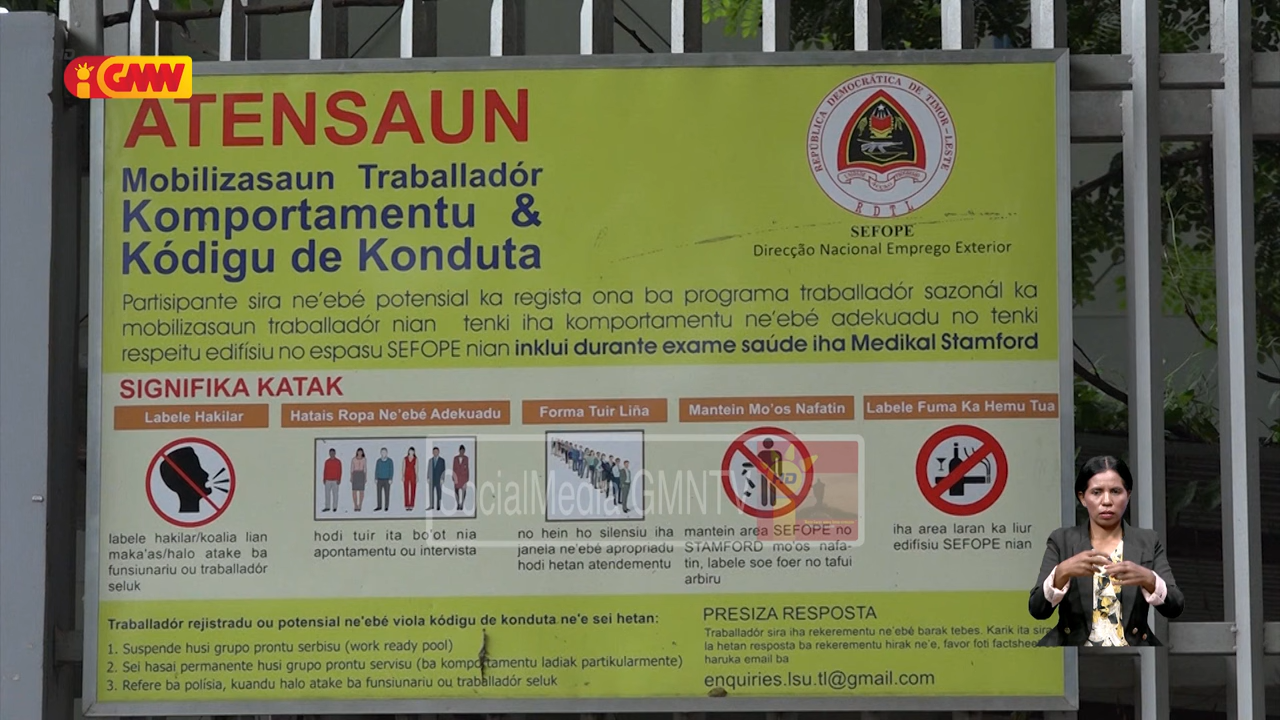 GMN
ATENSAUN
Mobilizasaun Traballadór
Komportamentu &
Kódigu de Konduta
REPÚBLICA DEMOCRÁTICA DE TIMOR-LESTE
RDTL
SEFOPE
Direcção Nacional Emprego Exterior
Partisipante sira ne'ebé potensial ka regista ona ba programa traballadór sazonál ka
mobilizasaun traballadór nian tenki iha komportamentu ne'ebé adekuadu no tenki
respeitu edifísiu no espasu SEFOPE nian inklui durante exame saúde iha Medikal Stamford
SIGNIFIKA KATAK
Labele Hakilar
labele hakilar/koalia lian
maka'as/halo atake ba
funsiunariu ou traballadór
seluk
Hatais Ropa Ne'ebé Adekuadu
hodi tuir ita bo'ot nia
apontamentu ou intervista
Forma Tuir Liña
no hein ho silensiu iha
janela ne'ebé apropriadu
hodi hetan atendementu
Mantein Mo'os Nafatin
mantein area SEFOPE no
STAMFORD mo'os nafa-
tin, labele soe foer no tafui
arbiru
Labele Fuma Ka Hemu Tua
iha area laran ka liur
edifisiu SEFOPE nian
SocialMedia.GMNTV
HD
Traballadór rejistradu ou potensial ne'ebé viola kódigu de konduta ne'e sei hetan:
1. Suspende husi grupo prontu serbisu (work ready pool)
2. Sei hasai permanente husi grupo prontu servisu (ba komportamentu ladiak partikularmente)
3. Refere ba polísia, kuandu halo atake ba funsiunariu ou traballadór seluk
PRESIZA RESPOSTA
Traballadór sira iha rekerementu ne'ebé barak tebes. Karik ita sira
la hetan resposta ba rekerementu hirak ne'e, favor foti factsheet
haruka email ba
enquiries.lsu.tl@gmail.com